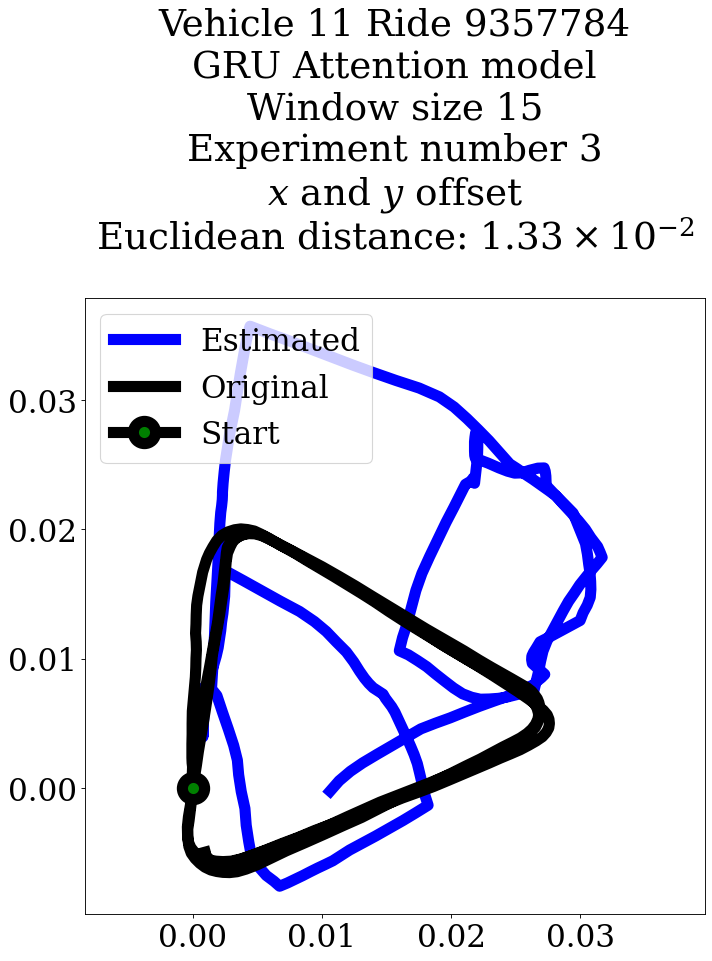 Vehicle 11 Ride 9357784
GRU Attention model
Window size 15
Experiment number 3
x and y offset
Euclidean distance: 1.33 × 10⁻²
Estimated
Original
Start
0.03
0.02
0.01
0.00
0.00 0.01 0.02 0.03